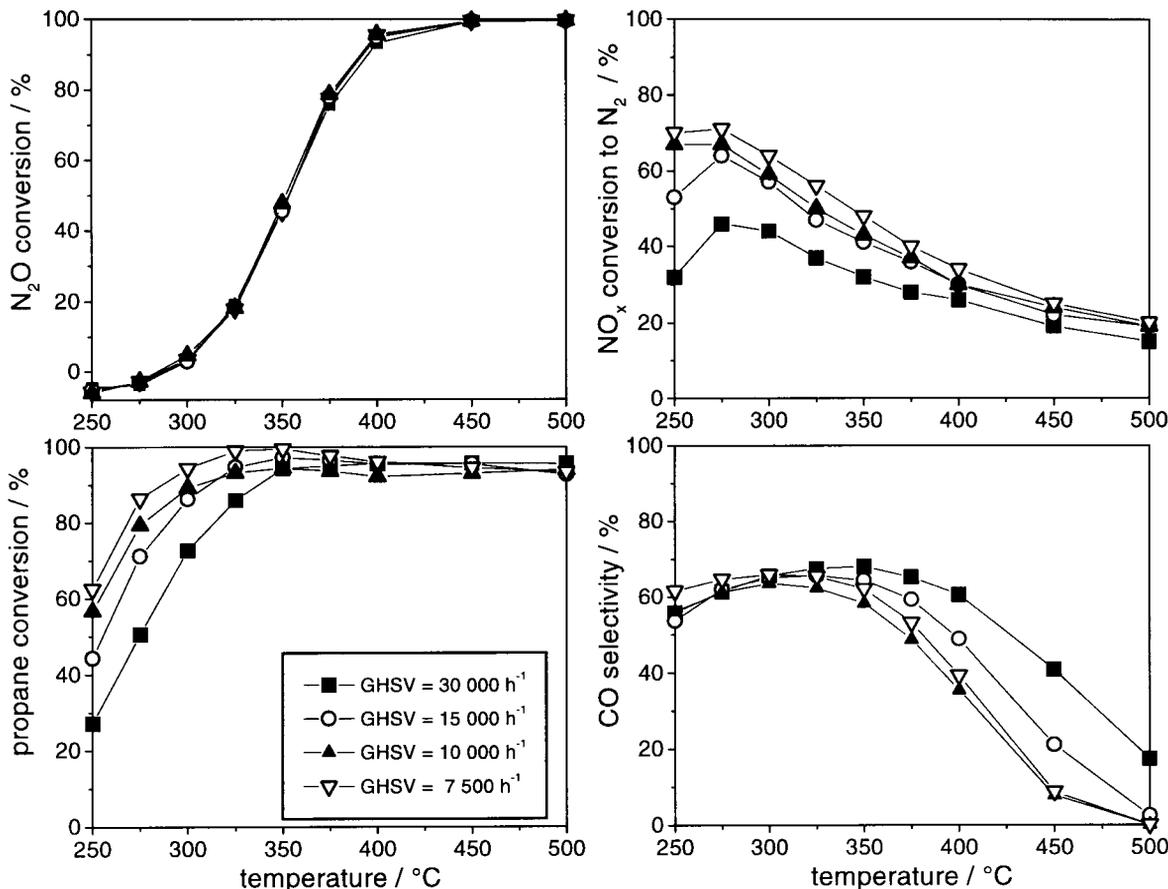 N₂O conversion / %
100
80
60
40
20
0
250 300 350 400 450 500
NOₓ conversion to N₂ / %
100
80
60
40
20
0
250 300 350 400 450 500
propane conversion / %
100
80
60
40
20
0
GHSV = 30 000 h⁻¹
GHSV = 15 000 h⁻¹
GHSV = 10 000 h⁻¹
GHSV = 7 500 h⁻¹
250 300 350 400 450 500
temperature / °C
CO selectivity / %
100
80
60
40
20
0
250 300 350 400 450 500
temperature / °C